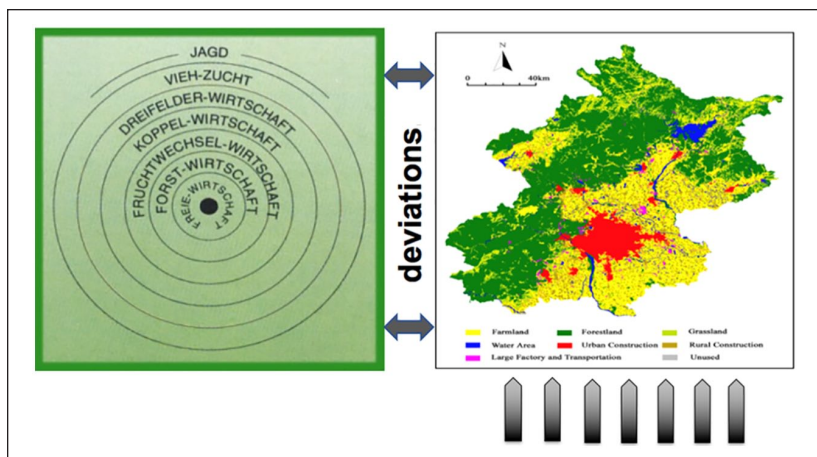 JAGD
VIEH-ZUCHT
DREIFELDER-WIRTSCHAFT
KOPPEL-WIRTSCHAFT
FRUCHTWECHSEL-WIRTSCHAFT
FORST-WIRTSCHAFT
FREIE-WIRTSCHAFT
deviations
N
0 40km
Farmland Forestland Grassland
Water Area Urban Construction Rural Construction
Large Factory and Transportation Unused